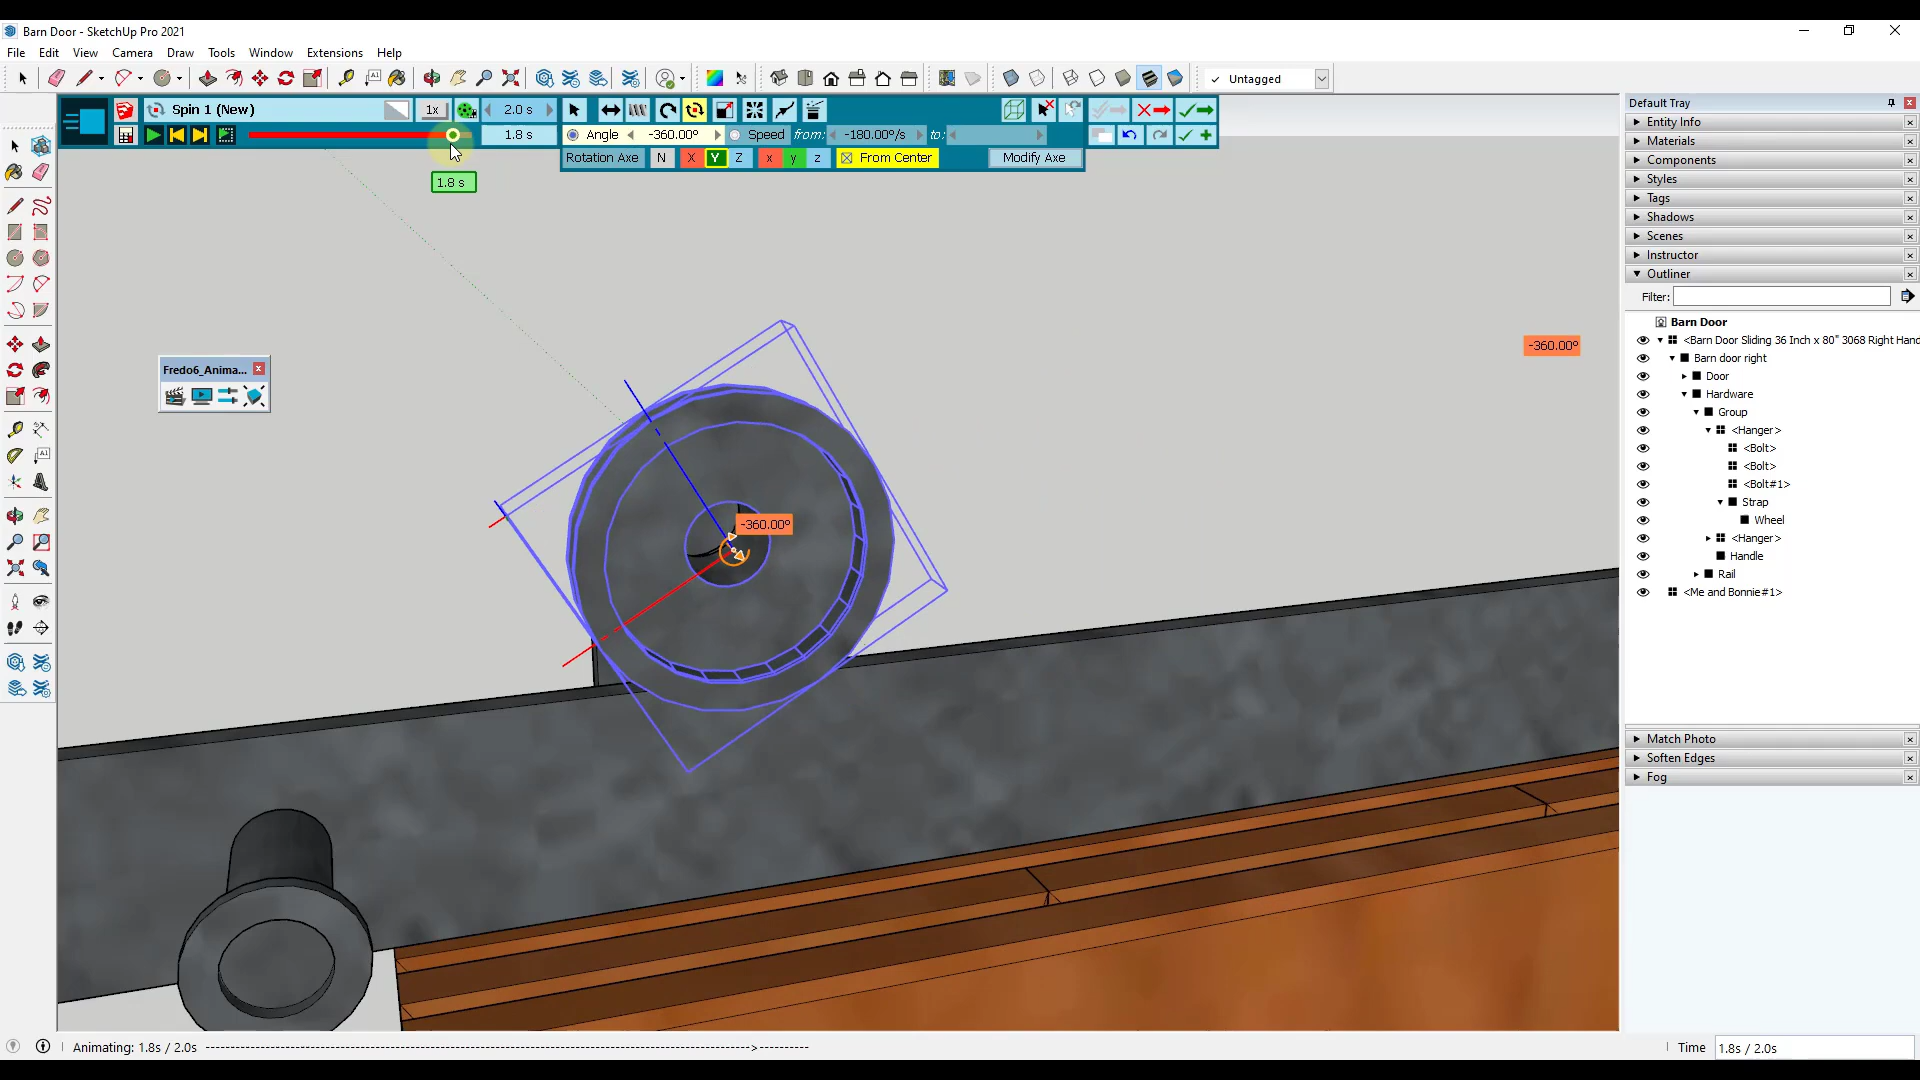 Barn Door - SketchUp Pro 2021
File Edit View Camera Draw Tools Window Extensions Help
Untagged
Spin 1 (New) 1x 2.0 s
1.8 s Angle -360.00º Speed from: -180.00º/s to:
Rotation Axe N X Y Z x y z From Center Modify Axe
1.8 s
-360.00º
Fredo6_Anima...
-360.00º
Default Tray
Entity Info
Materials
Components
Styles
Tags
Shadows
Scenes
Instructor
Outliner
Filter:
Barn Door
<Barn Door Sliding 36 Inch x 80" 3068 Right Hand
Barn door right
Door
Hardware
Group
<Hanger>
<Bolt>
<Bolt>
<Bolt#1>
Strap
Wheel
<Hanger>
Handle
Rail
<Me and Bonnie#1>
Match Photo
Soften Edges
Fog
Animating: 1.8s / 2.0s
Time 1.8s / 2.0s